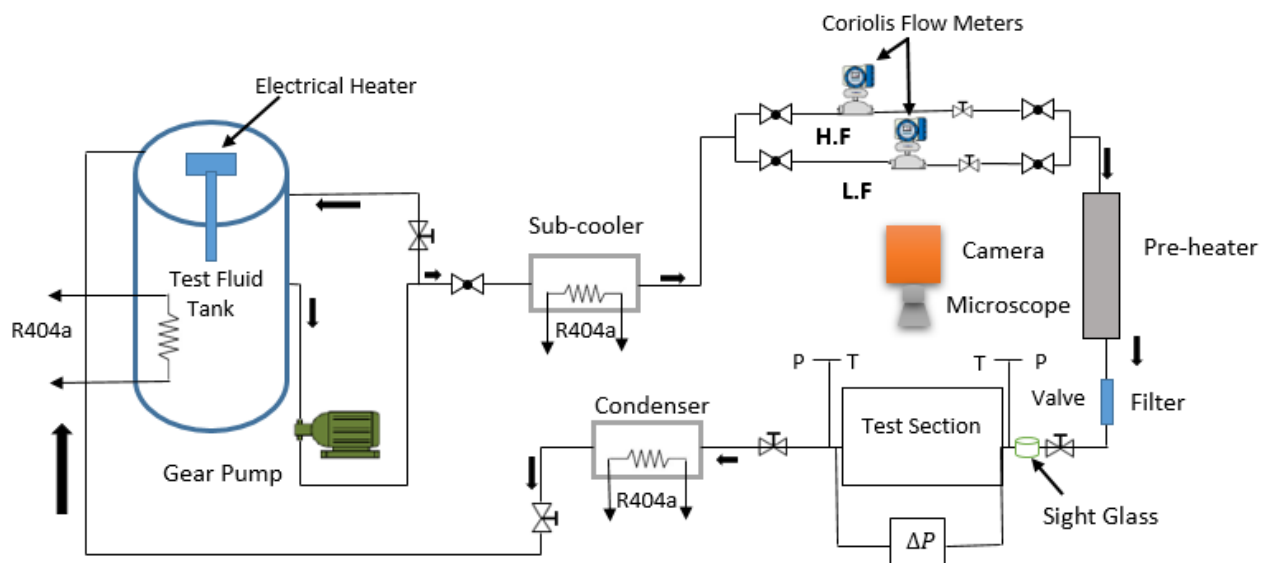 Coriolis Flow Meters
Electrical Heater
H.F
L.F
Sub-cooler
R404a
Test Fluid
Tank
R404a
Camera
Microscope
Pre-heater
P T
T P
Valve
Filter
Condenser
R404a
Test Section
Gear Pump
Sight Glass
ΔP